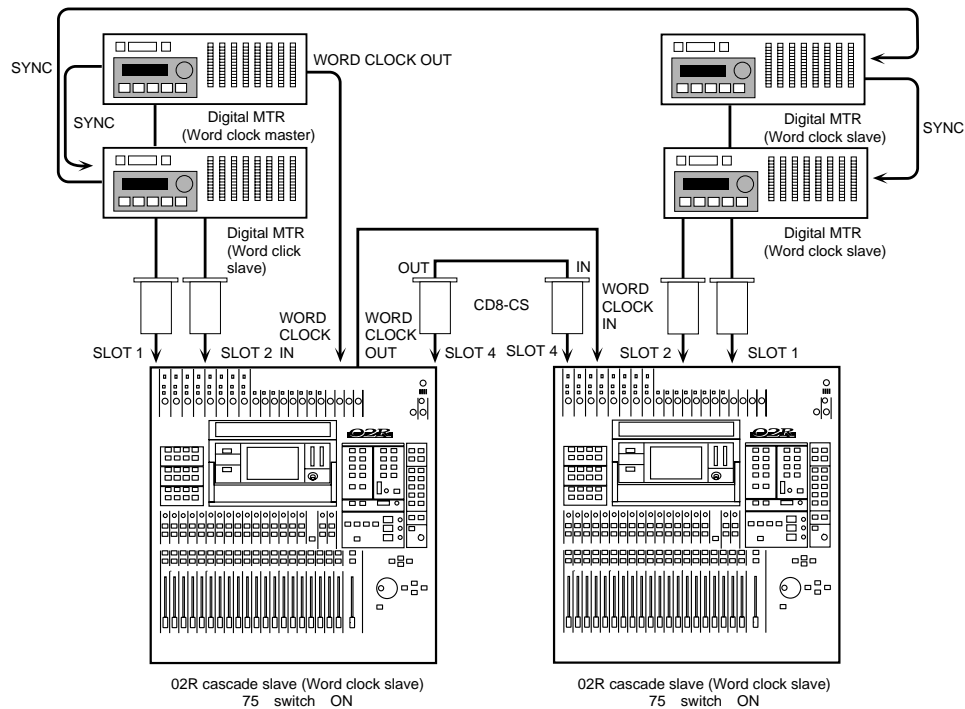 SYNC
WORD CLOCK OUT
SYNC
Digital MTR
(Word clock master)
Digital MTR
(Word clock slave)
SYNC
Digital MTR
(Word click
slave)
Digital MTR
(Word clock slave)
OUT
IN
CD8-CS
WORD
CLOCK
IN
WORD
CLOCK
OUT
WORD
CLOCK
IN
SLOT 1
SLOT 2
SLOT 4
SLOT 4
SLOT 2
SLOT 1
02R
02R
02R cascade slave (Word clock slave)
75 switch ON
02R cascade slave (Word clock slave)
75 switch ON